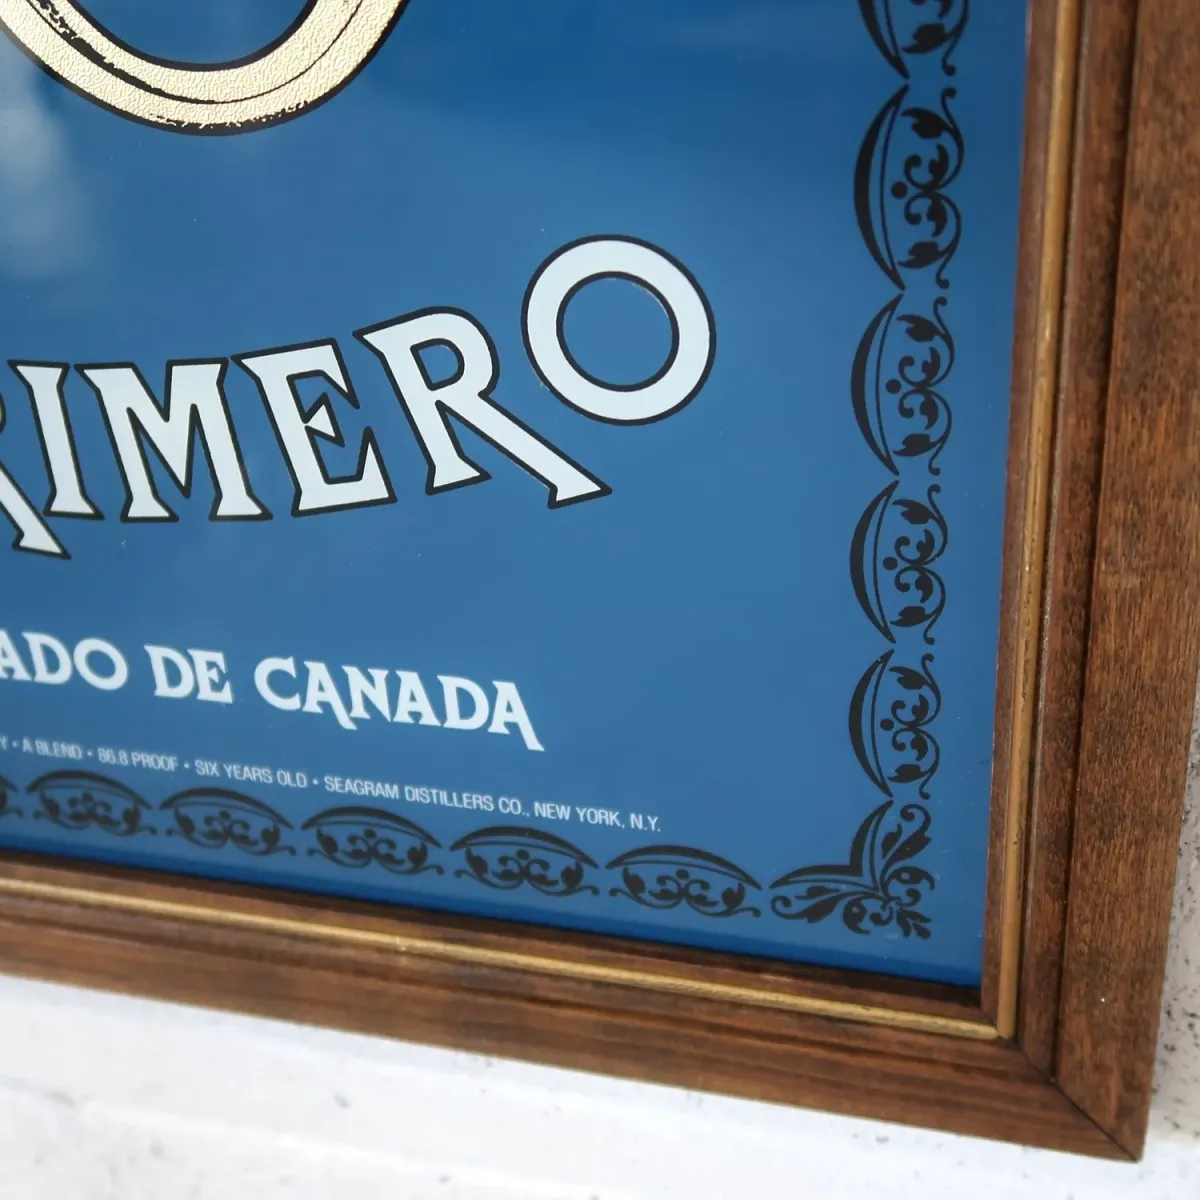 RIMERO
ADO DE CANADA
Y • A BLEND • 86.8 PROOF • SIX YEARS OLD • SEAGRAM DISTILLERS CO., NEW YORK, N.Y.